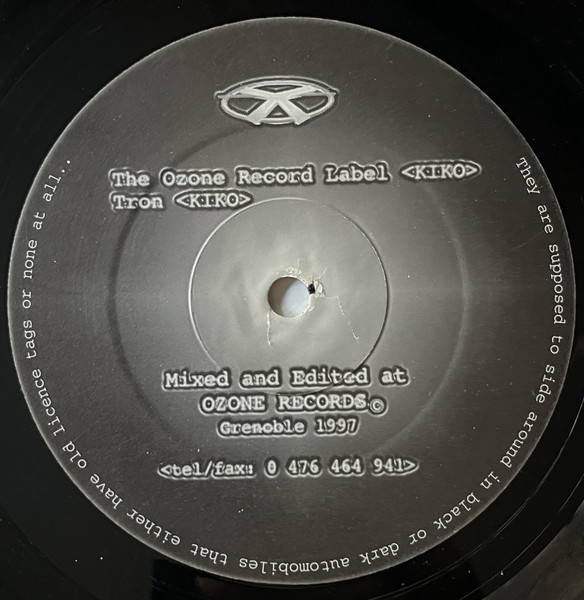 The Ozone Record Label <KIKO>
Tron <KIKO>
Mixed and Edited at
OZONE RECORDS©
Grenoble 1997
<tel/fax: 0 476 464 941>
They are supposed to side around in black or dark automobiles that either have old licence tags or none at all...